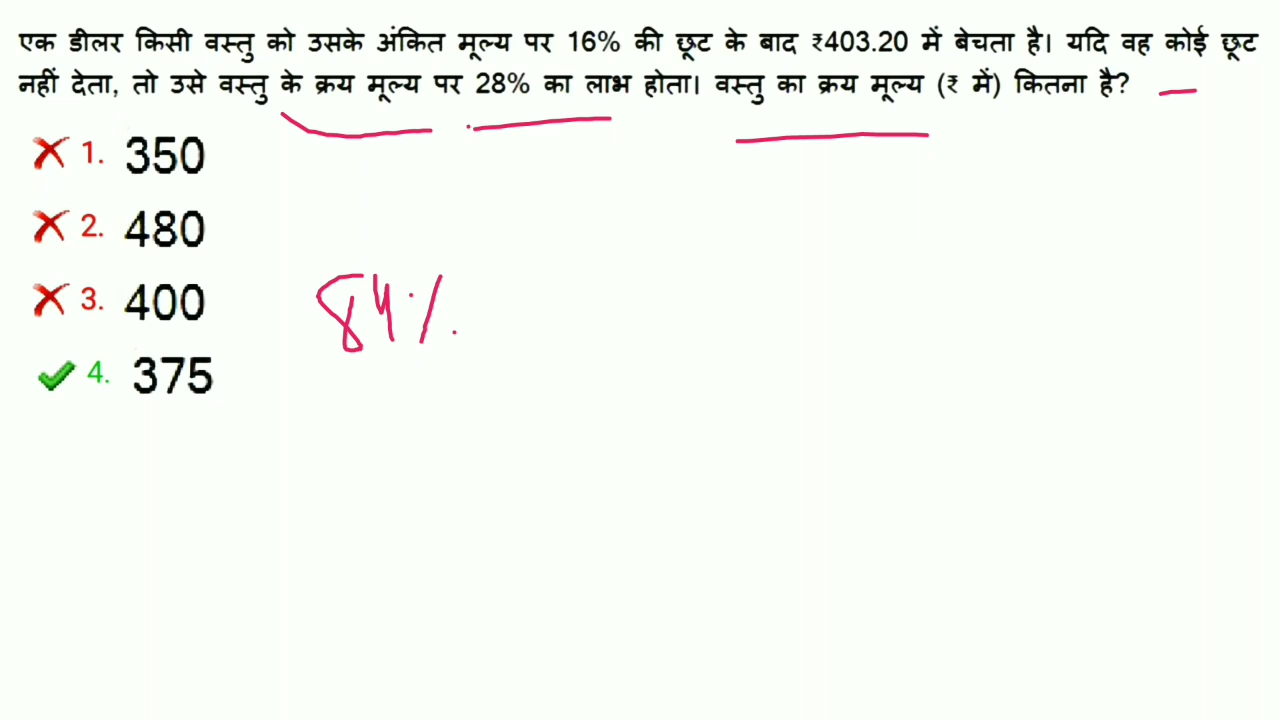 एक डीलर किसी वस्तु को उसके अंकित मूल्य पर 16% की छूट के बाद ₹403.20 में बेचता है। यदि वह कोई छूट
नहीं देता, तो उसे वस्तु के क्रय मूल्य पर 28% का लाभ होता। वस्तु का क्रय मूल्य (₹ में) कितना है?
1. 350
2. 480
3. 400
84%
4. 375